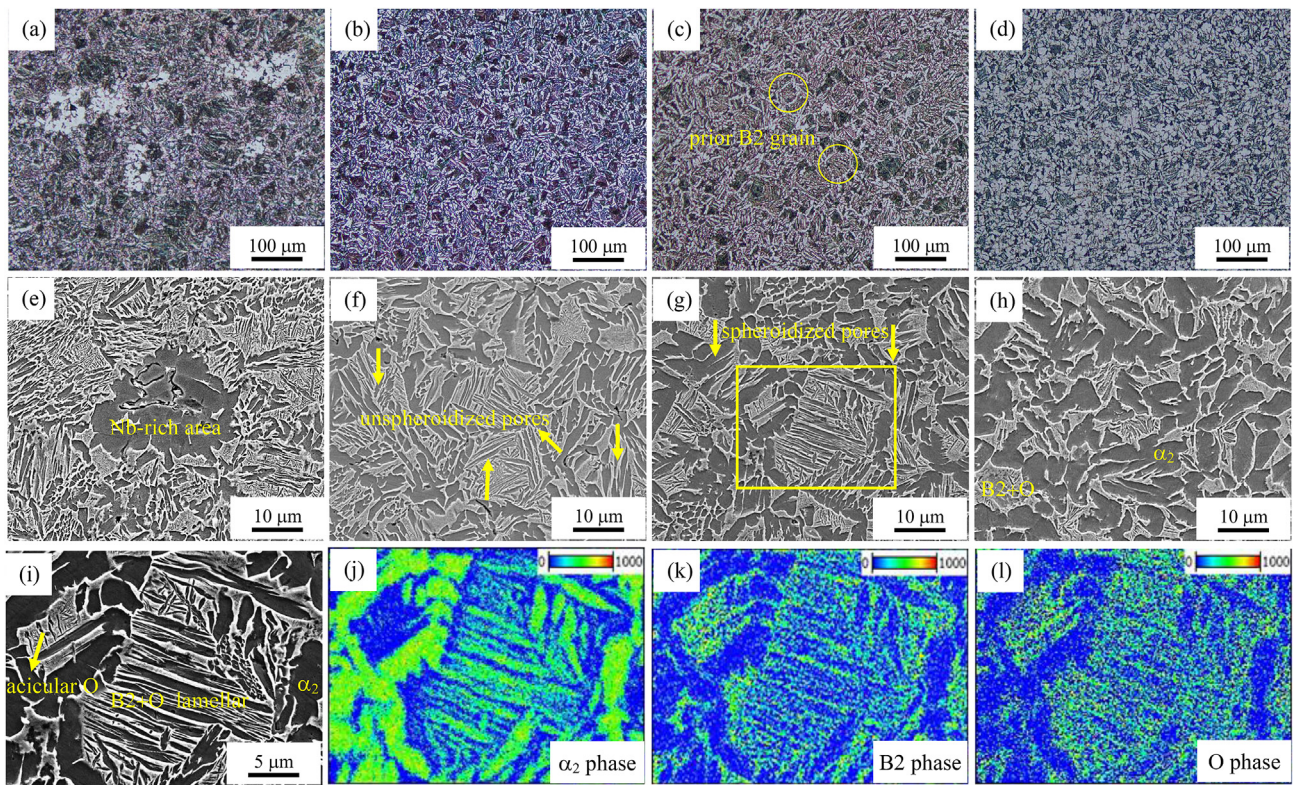 (a)
100 μm
(b)
100 μm
(c)
prior B2 grain
100 μm
(d)
100 μm
(e)
Nb-rich area
10 μm
(f)
unspheroidized pores
10 μm
(g)
spheroidized pores
10 μm
(h)
α₂
B2+O
10 μm
(i)
acicular O
B2+O lamellar
α₂
5 μm
(j)
0 1000
α₂ phase
(k)
0 1000
B2 phase
(l)
0 1000
O phase